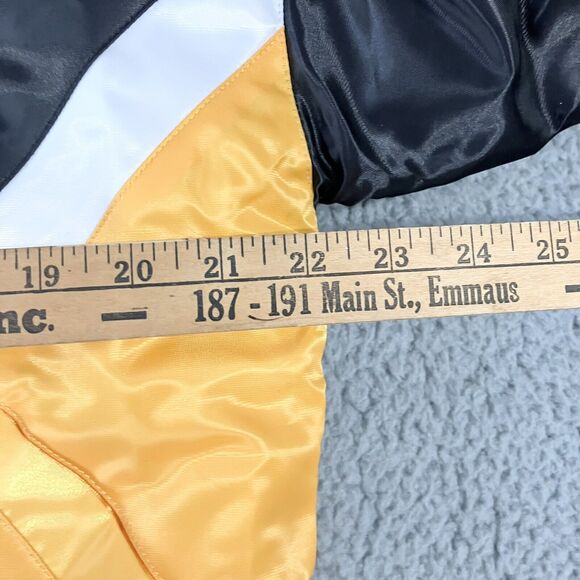 19 20 21 22 23 24 25
nc. — 187 - 191 Main St., Emmaus —